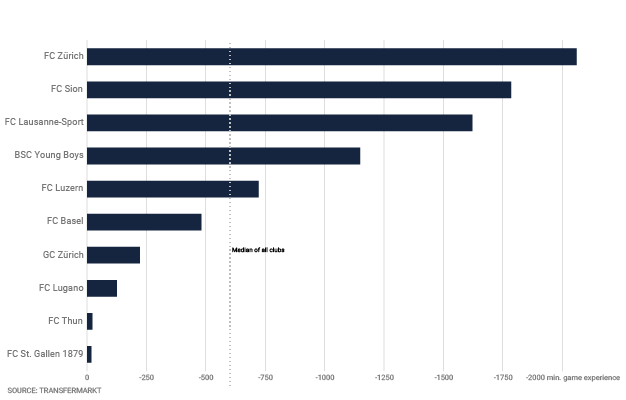 FC Zürich
FC Sion
FC Lausanne-Sport
BSC Young Boys
FC Luzern
FC Basel
GC Zürich
Median of all clubs
FC Lugano
FC Thun
FC St. Gallen 1879
0 -250 -500 -750 -1000 -1250 -1500 -1750 -2000 min. game experience
SOURCE: TRANSFERMARKT